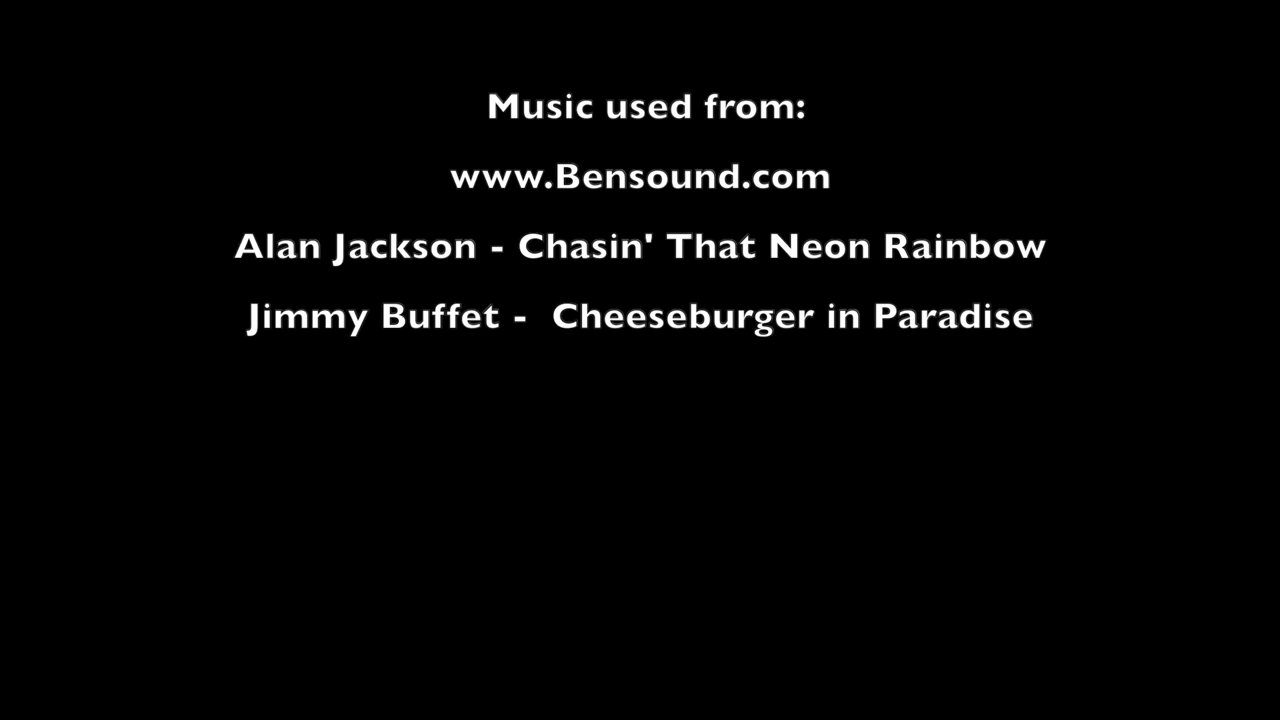 Music used from:
www.Bensound.com
Alan Jackson - Chasin' That Neon Rainbow
Jimmy Buffet -  Cheeseburger in Paradise